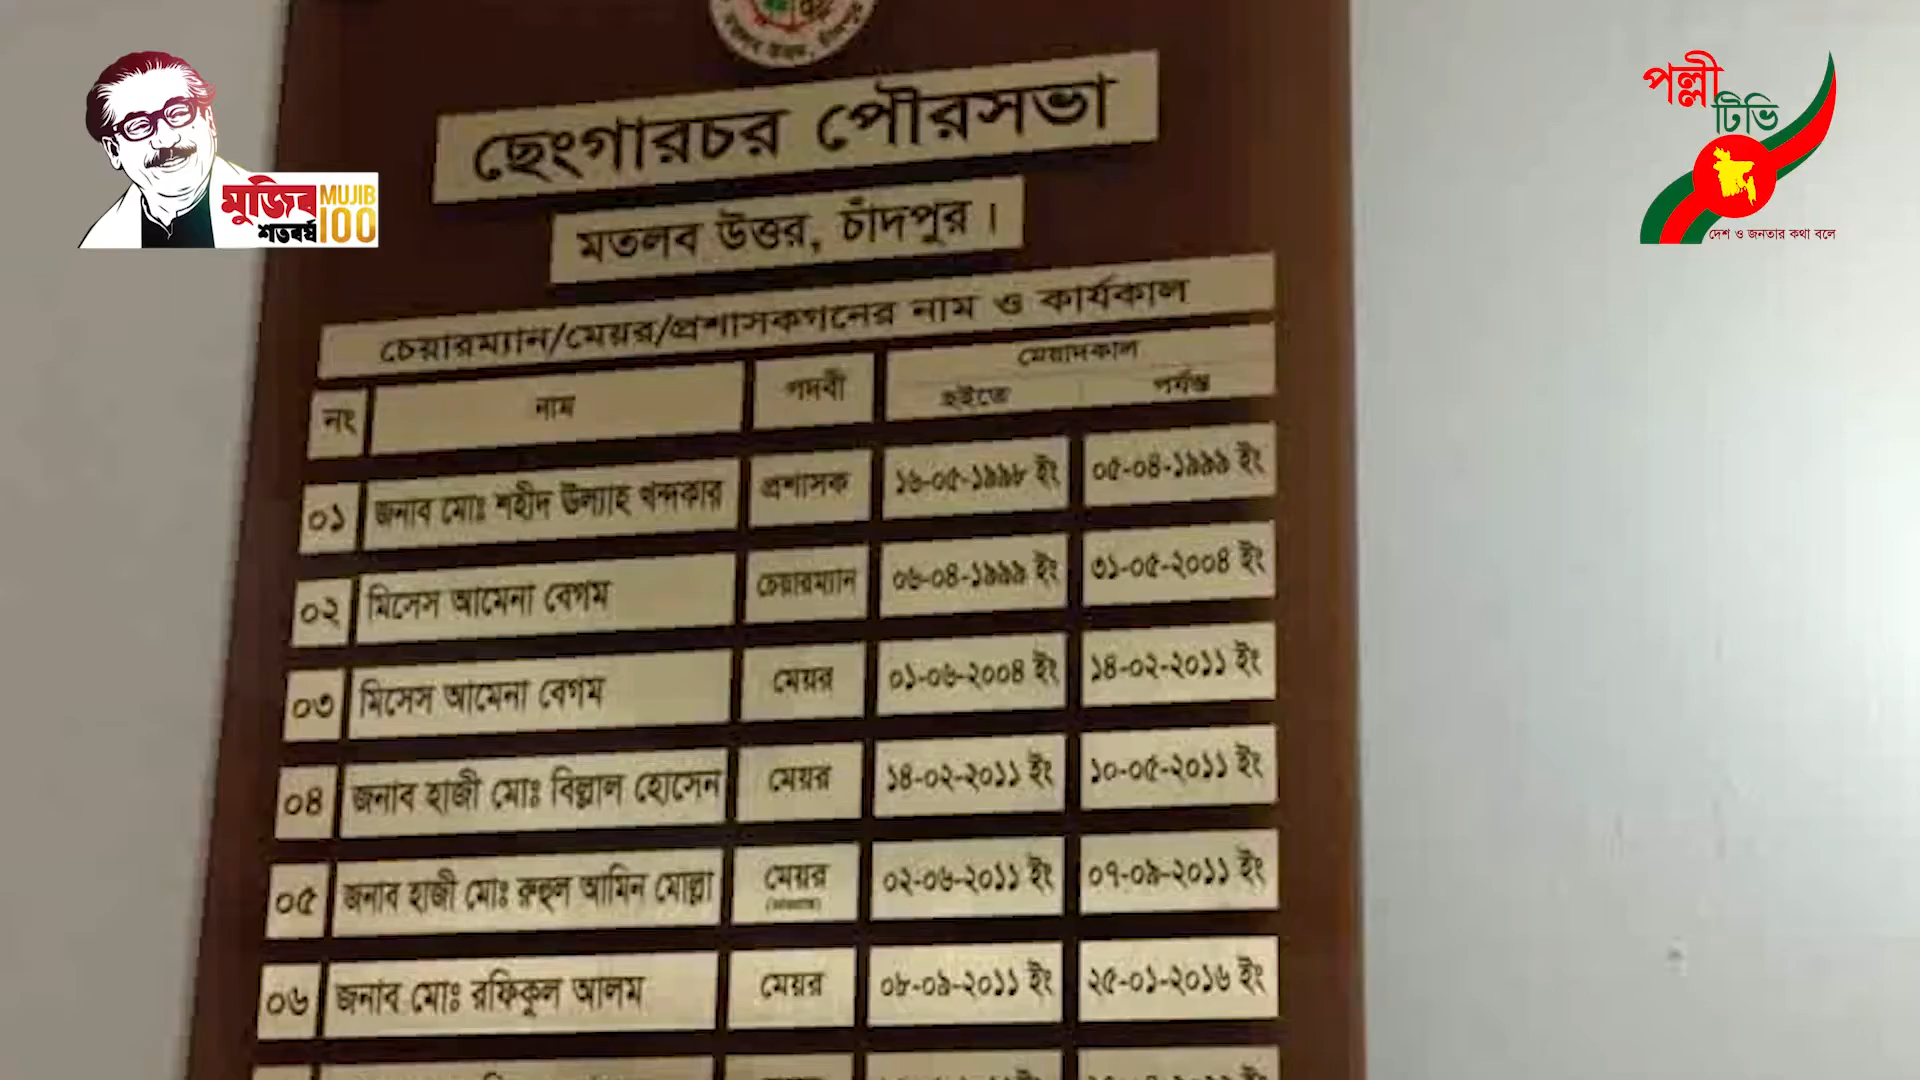 মুজিব
শতবর্ষ
MUJIB
100
পল্লী
টিভি
দেশ ও জনতার কথা বলে
ছেংগারচর পৌরসভা
মতলব উত্তর, চাঁদপুর।
চেয়ারম্যান/মেয়র/প্রশাসকগনের নাম ও কার্যকাল
নং নাম পদবী মেয়াদকাল
হইতে পর্যন্ত
০১ জনাব মোঃ শহীদ উল্যাহ খন্দকার প্রশাসক ১৬-০৫-১৯৯৮ ইং ০৫-০৪-১৯৯৯ ইং
০২ মিসেস আমেনা বেগম চেয়ারম্যান ০৬-০৪-১৯৯৯ ইং ৩১-০৫-২০০৪ ইং
০৩ মিসেস আমেনা বেগম মেয়র ০১-০৬-২০০৪ ইং ১৪-০২-২০১১ ইং
০৪ জনাব হাজী মোঃ বিল্লাল হোসেন মেয়র ১৪-০২-২০১১ ইং ১০-০৫-২০১১ ইং
০৫ জনাব হাজী মোঃ রুহুল আমিন মোল্লা মেয়র ০২-০৬-২০১১ ইং ০৭-০৯-২০১১ ইং
০৬ জনাব মোঃ রফিকুল আলম মেয়র ০৮-০৯-২০১১ ইং ২৫-০১-২০১৬ ইং